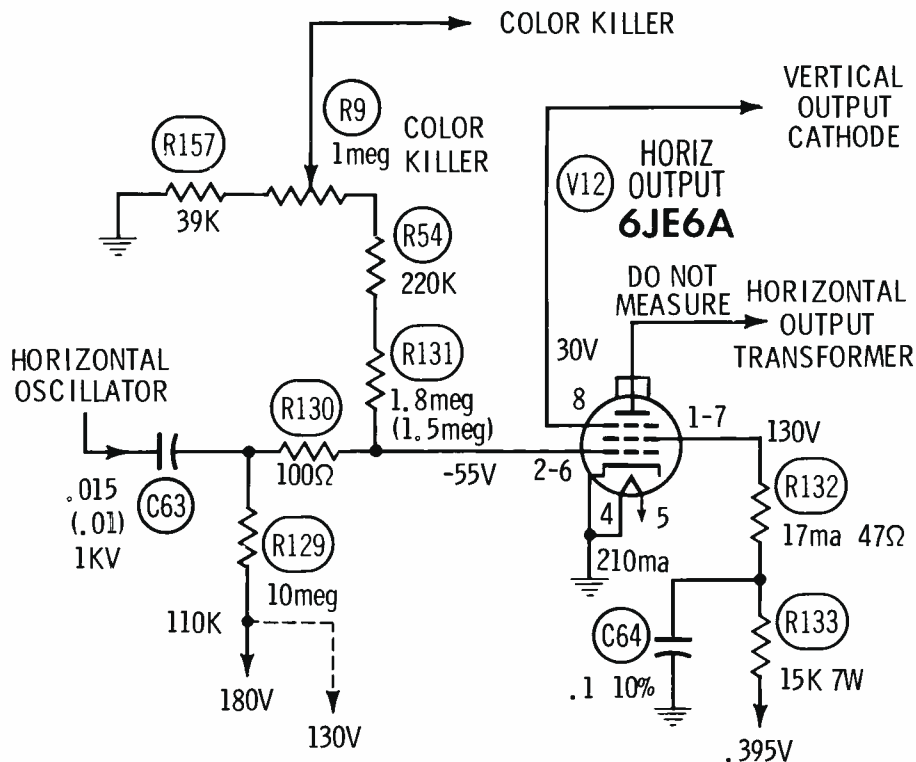 COLOR KILLER
R9
1meg
COLOR
KILLER
R157
39K
R54
220K
VERTICAL
OUTPUT
CATHODE
V12
HORIZ
OUTPUT
6JE6A
DO NOT
MEASURE
HORIZONTAL
OUTPUT
TRANSFORMER
30V
HORIZONTAL
OSCILLATOR
R131
1.8meg
(1.5meg)
R130
100Ω
8
1-7
130V
-55V
2-6
.015
(.01)
1KV
C63
R129
10meg
4
5
210ma
R132
17ma 47Ω
110K
180V
130V
C64
.1 10%
R133
15K 7W
.395V